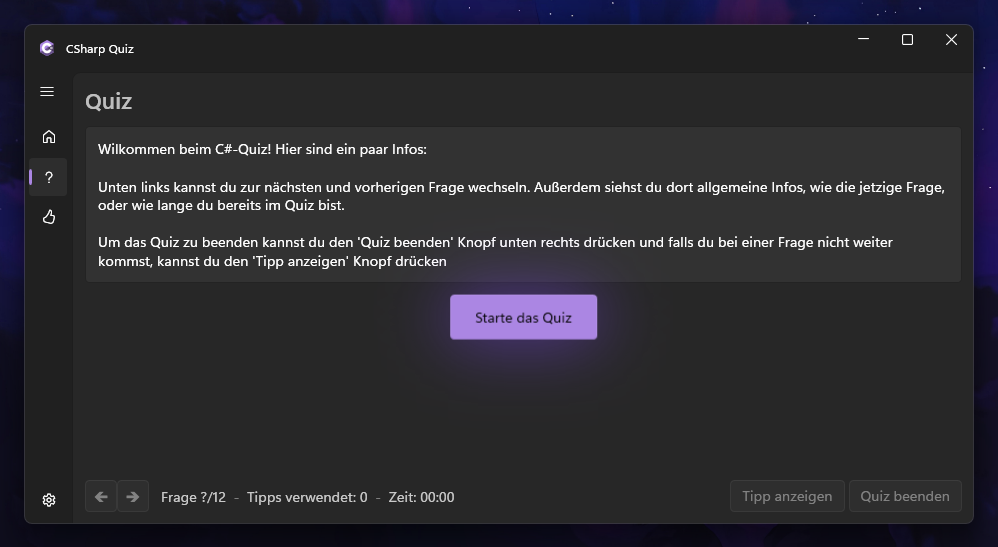 CSharp Quiz
Quiz
Wilkommen beim C#-Quiz! Hier sind ein paar Infos:
Unten links kannst du zur nächsten und vorherigen Frage wechseln. Außerdem siehst du dort allgemeine Infos, wie die jetzige Frage,
oder wie lange du bereits im Quiz bist.
Um das Quiz zu beenden kannst du den 'Quiz beenden' Knopf unten rechts drücken und falls du bei einer Frage nicht weiter
kommst, kannst du den 'Tipp anzeigen' Knopf drücken
Starte das Quiz
Frage ?/12 - Tipps verwendet: 0 - Zeit: 00:00
Tipp anzeigen
Quiz beenden